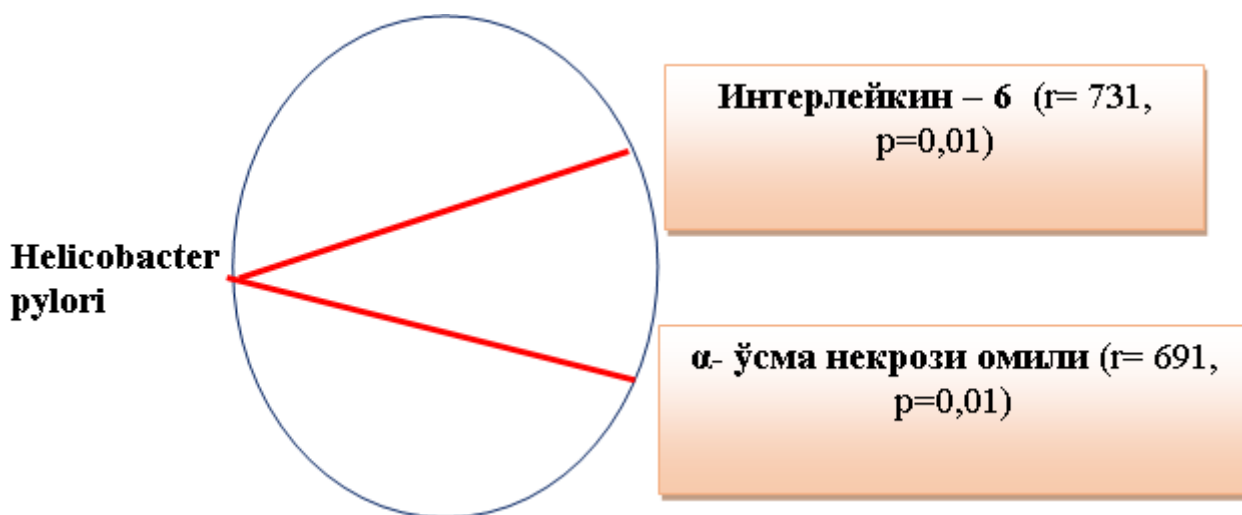 Helicobacter
pylori
Интерлейкин – 6 (r= 731,
p=0,01)
α- ўсма некрози омили (r= 691,
p=0,01)